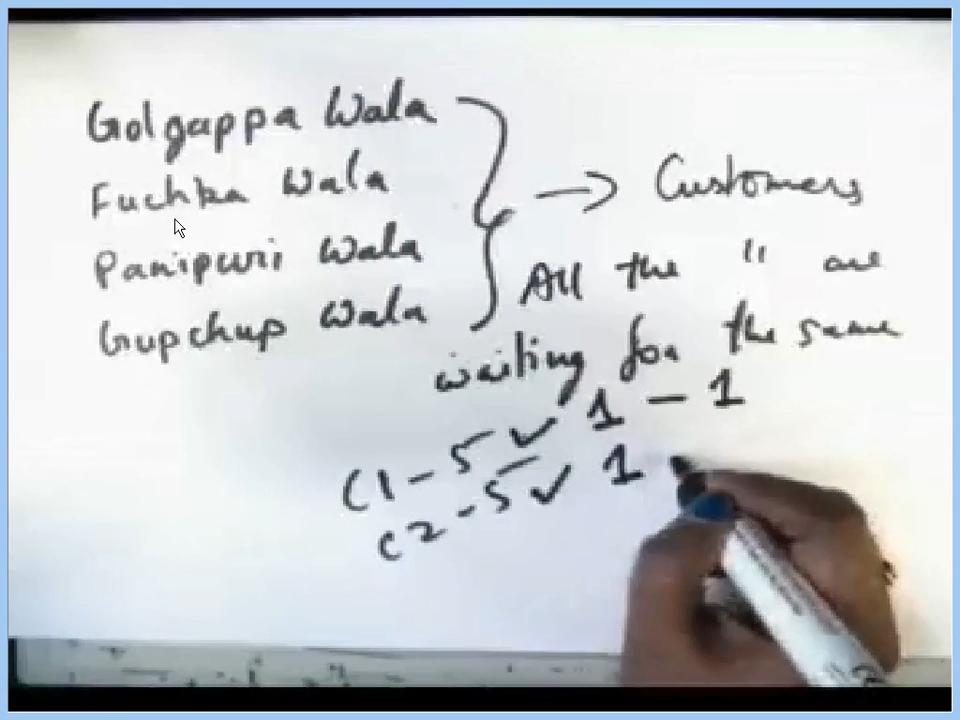 Golgappa Wala
Fuchka Wala
Panipuri Wala
Gupchup Wala
→ Customers
All the " are
waiting for the same
C1 - 5 ✓ 1 - 1
C2 - 5 ✓ 1